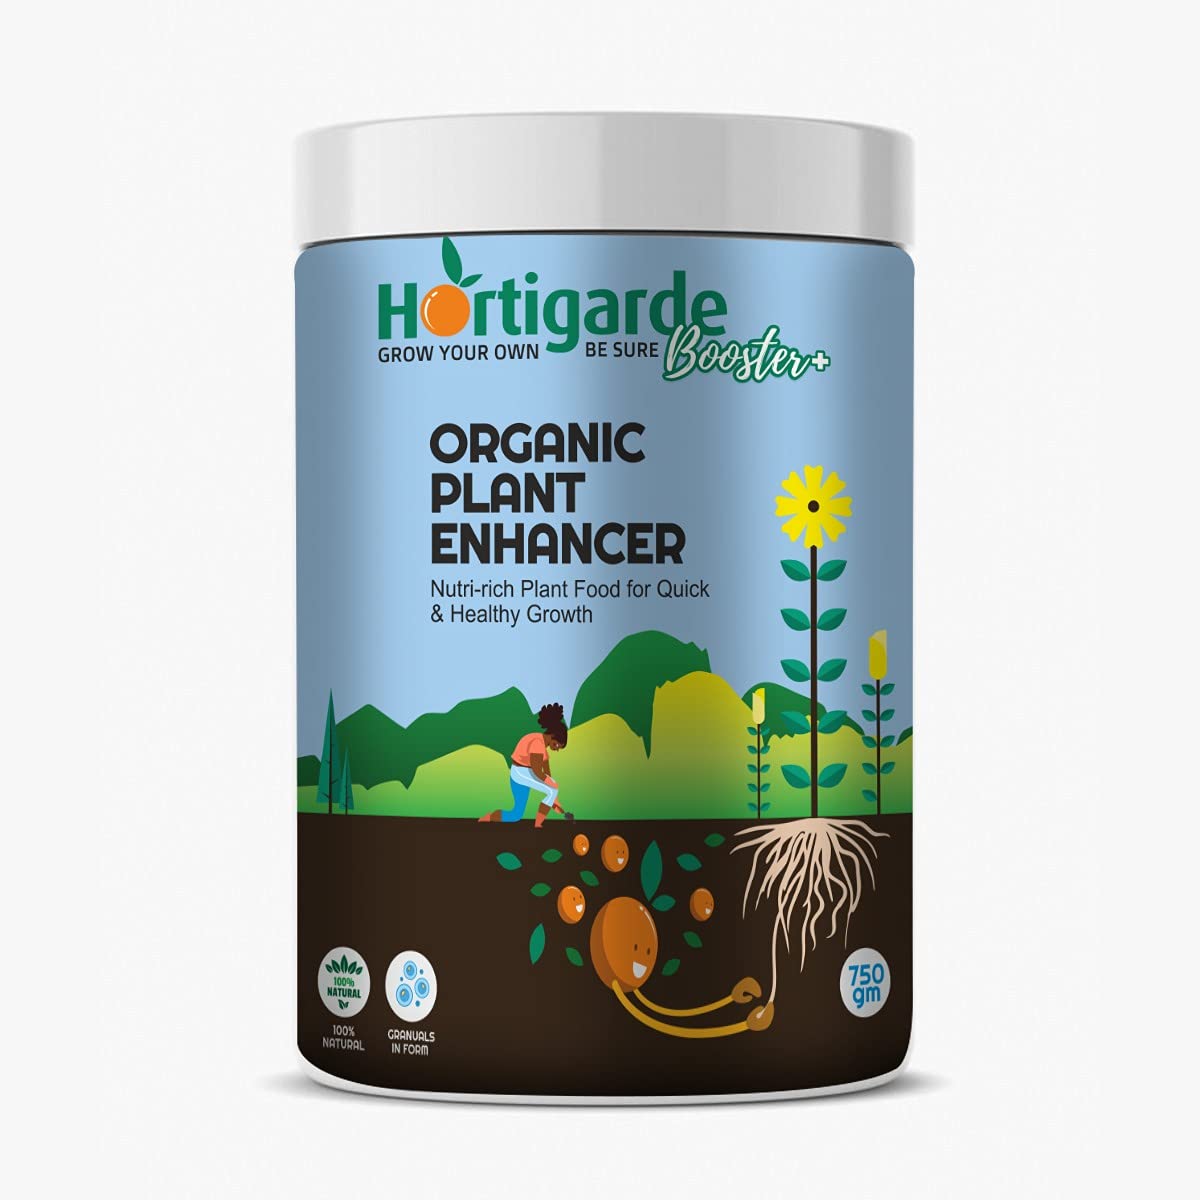 Hortigarde
GROW YOUR OWN BE SURE
Booster+
ORGANIC
PLANT
ENHANCER
Nutri-rich Plant Food for Quick
& Healthy Growth
100%
NATURAL
100%
NATURAL
GRANUALS
IN FORM
750
gm